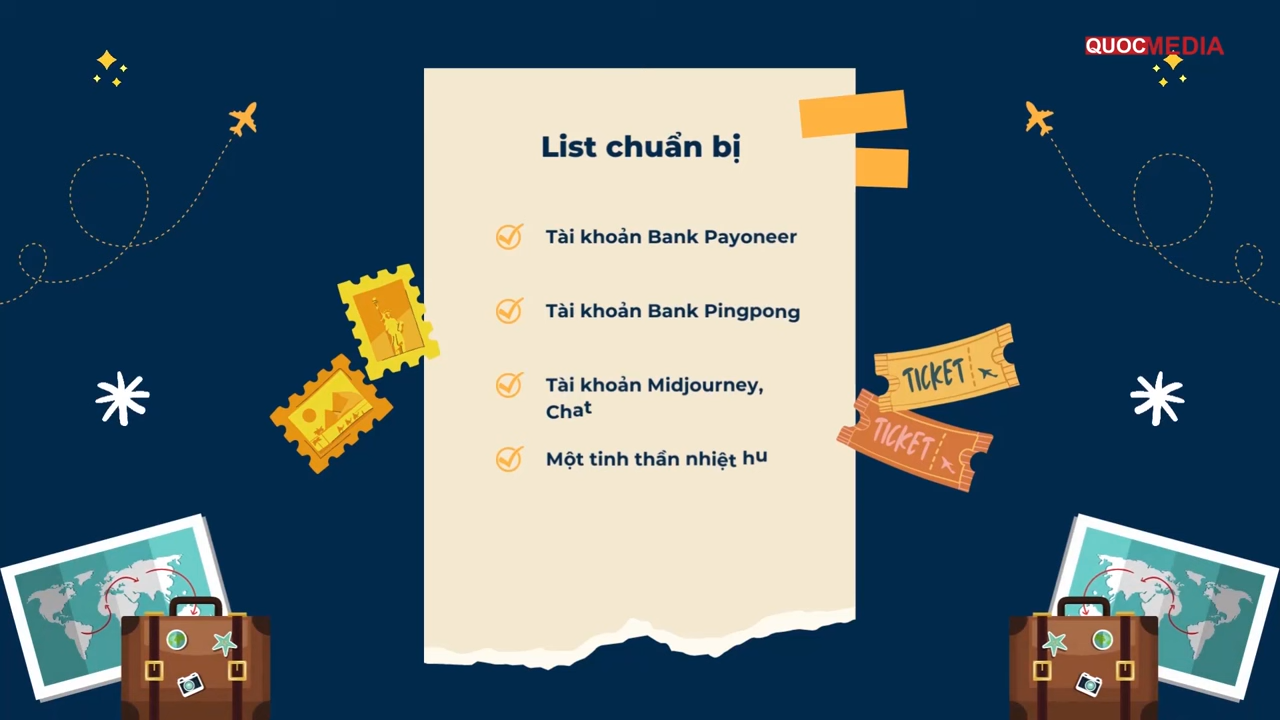 QUOCMEDIA
List chuẩn bị
Tài khoản Bank Payoneer
Tài khoản Bank Pingpong
Tài khoản Midjourney,
Chat
Một tinh thần nhiệt hu
TICKET
TICKET